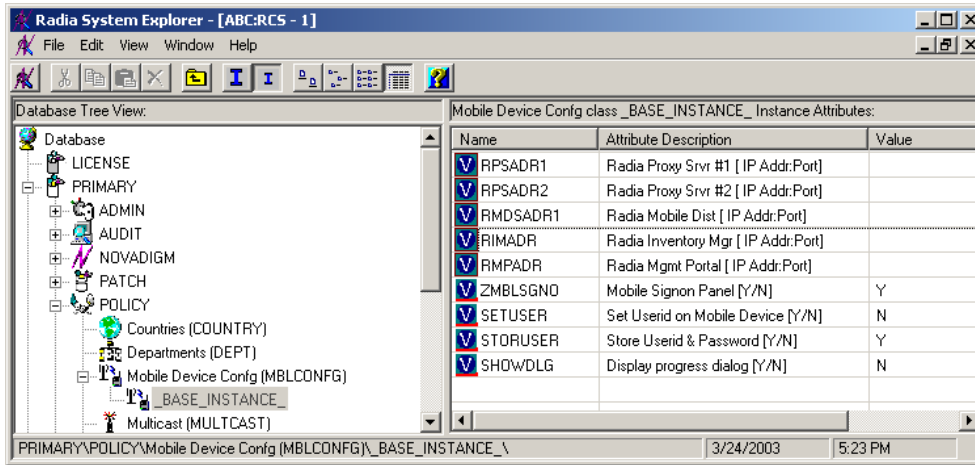 Radia System Explorer - [ABC:RCS - 1]
File Edit View Window Help
Database Tree View:
Database
LICENSE
PRIMARY
ADMIN
AUDIT
NOVADIGM
PATCH
POLICY
Countries (COUNTRY)
Departments (DEPT)
Mobile Device Confg (MBLCONFG)
_BASE_INSTANCE_
Multicast (MULTCAST)
Mobile Device Confg class _BASE_INSTANCE_ Instance Attributes:
Name Attribute Description Value
RPSADR1 Radia Proxy Srvr #1 [ IP Addr:Port]
RPSADR2 Radia Proxy Srvr #2 [ IP Addr:Port]
RMDSADR1 Radia Mobile Dist [ IP Addr:Port]
RIMADR Radia Inventory Mgr [ IP Addr:Port]
RMPADR Radia Mgmt Portal [ IP Addr:Port]
ZMBLSGNO Mobile Signon Panel [Y/N] Y
SETUSER Set Userid on Mobile Device [Y/N] N
STORUSER Store Userid & Password [Y/N] Y
SHOWDLG Display progress dialog [Y/N] N
PRIMARY\POLICY\Mobile Device Confg (MBLCONFG)\_BASE_INSTANCE_\ 3/24/2003 5:23 PM